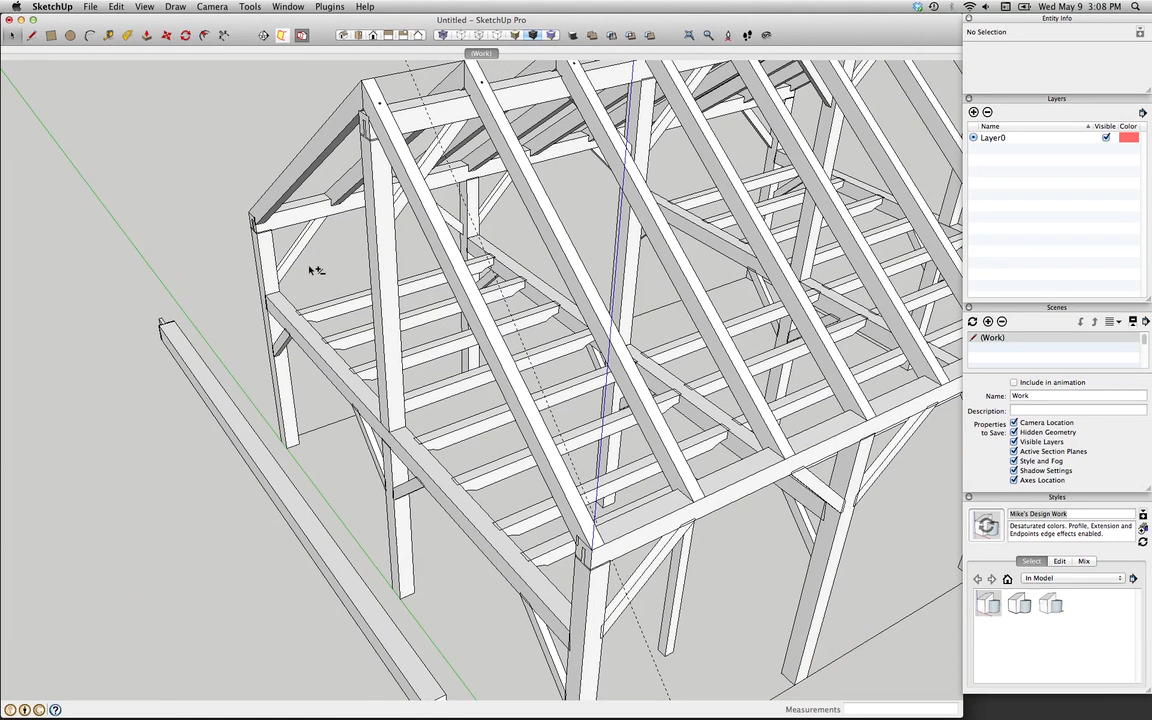 SketchUp File Edit View Draw Camera Tools Window Plugins Help
Wed May 9 3:08 PM
Untitled - SketchUp Pro
(Work)
Entity Info
No Selection
Layers
Name Visible Color
Layer0
Scenes
(Work)
Include in animation
Name: Work
Description:
Properties to Save:
Camera Location
Hidden Geometry
Visible Layers
Active Section Planes
Style and Fog
Shadow Settings
Axes Location
Styles
Mike's Design Work
Desaturated colors. Profile, Extension and
Endpoints edge effects enabled.
Select Edit Mix
In Model
Measurements